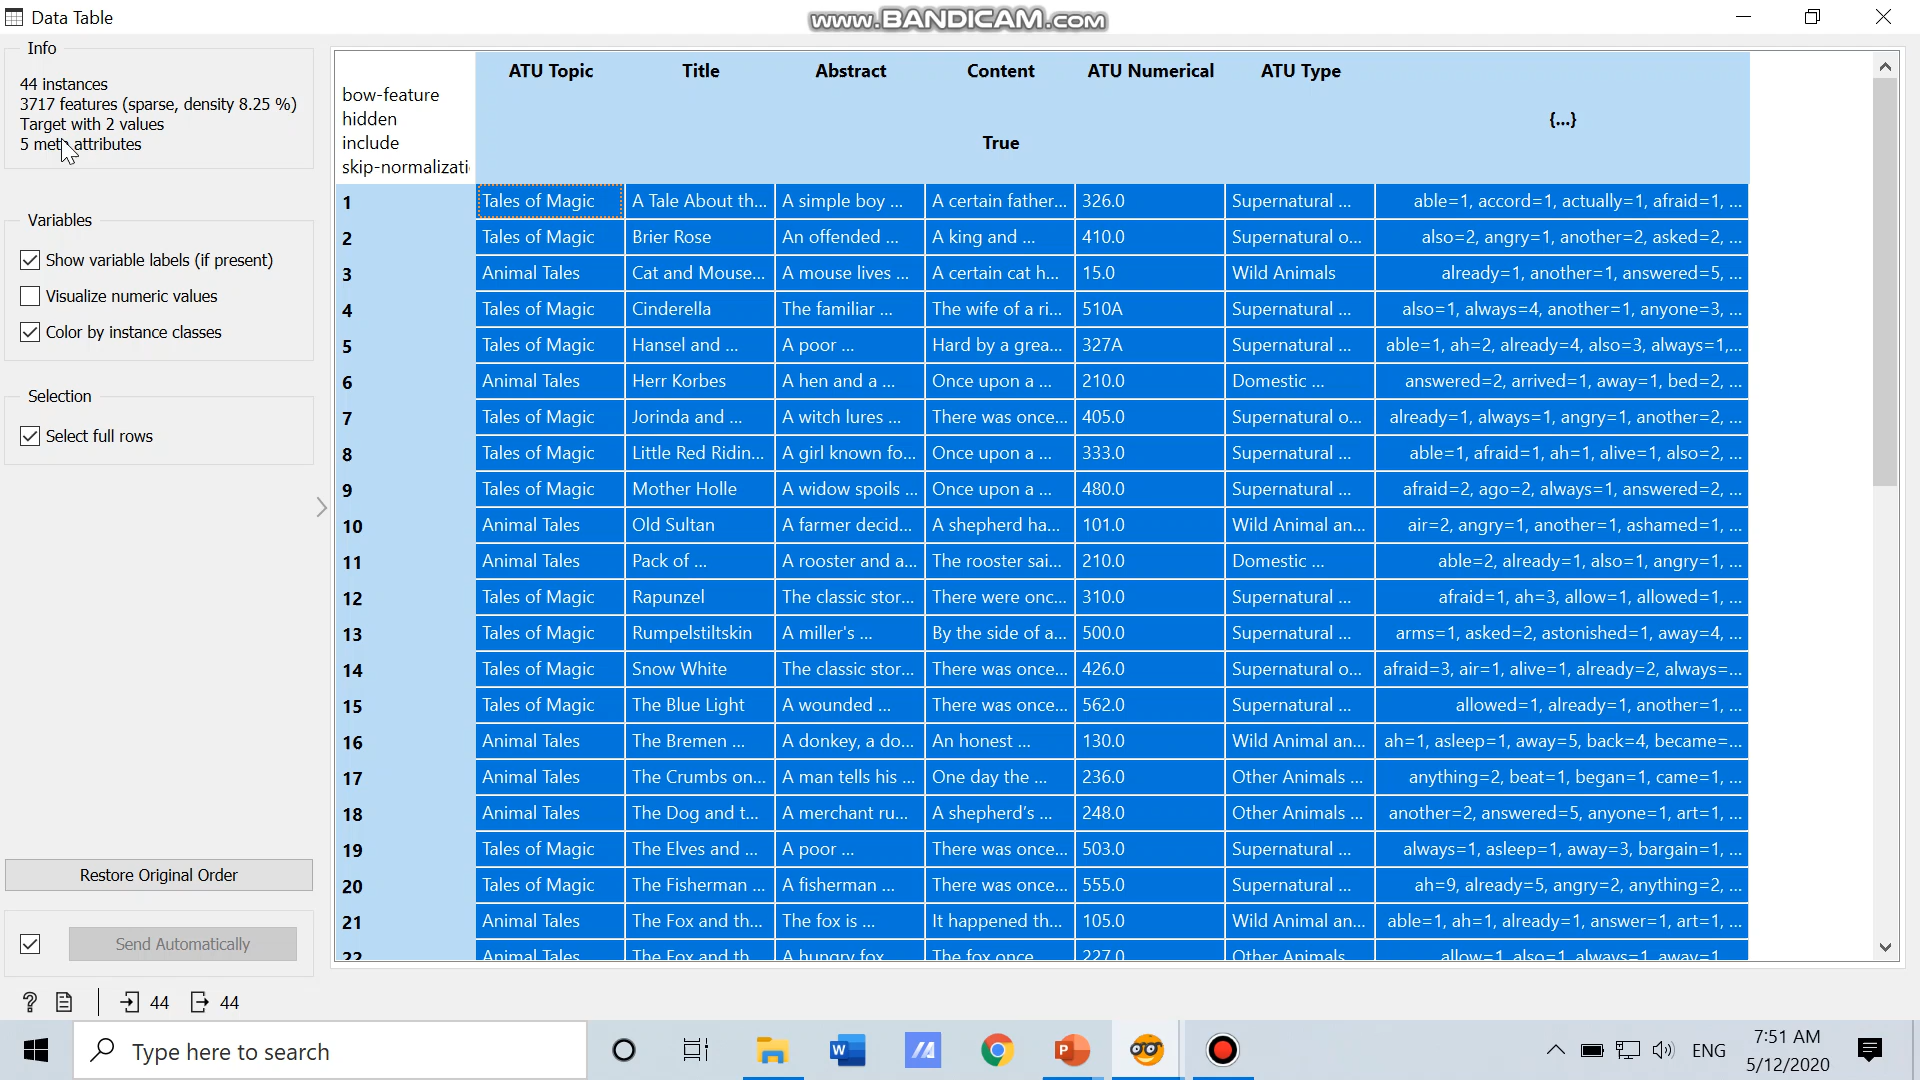 Data Table
www.BANDICAM.com
Info
44 instances
3717 features (sparse, density 8.25 %)
Target with 2 values
5 meta attributes
Variables
Show variable labels (if present)
Visualize numeric values
Color by instance classes
Selection
Select full rows
Restore Original Order
Send Automatically
44 44
ATU Topic Title Abstract Content ATU Numerical ATU Type {...}
bow-feature
hidden
include True
skip-normalizati
1 Tales of Magic A Tale About th... A simple boy ... A certain father... 326.0 Supernatural ... able=1, accord=1, actually=1, afraid=1, ...
2 Tales of Magic Brier Rose An offended ... A king and ... 410.0 Supernatural o... also=2, angry=1, another=2, asked=2, ...
3 Animal Tales Cat and Mouse... A mouse lives ... A certain cat h... 15.0 Wild Animals already=1, another=1, answered=5, ...
4 Tales of Magic Cinderella The familiar ... The wife of a ri... 510A Supernatural ... also=1, always=4, another=1, anyone=3, ...
5 Tales of Magic Hansel and ... A poor ... Hard by a grea... 327A Supernatural ... able=1, ah=2, already=4, also=3, always=1,...
6 Animal Tales Herr Korbes A hen and a ... Once upon a ... 210.0 Domestic ... answered=2, arrived=1, away=1, bed=2, ...
7 Tales of Magic Jorinda and ... A witch lures ... There was once... 405.0 Supernatural o... already=1, always=1, angry=1, another=2, ...
8 Tales of Magic Little Red Ridin... A girl known fo... Once upon a ... 333.0 Supernatural ... able=1, afraid=1, ah=1, alive=1, also=2, ...
9 Tales of Magic Mother Holle A widow spoils ... Once upon a ... 480.0 Supernatural ... afraid=2, ago=2, always=1, answered=2, ...
10 Animal Tales Old Sultan A farmer decid... A shepherd ha... 101.0 Wild Animal an... air=2, angry=1, another=1, ashamed=1, ...
11 Animal Tales Pack of ... A rooster and a... The rooster sai... 210.0 Domestic ... able=2, already=1, also=1, angry=1, ...
12 Tales of Magic Rapunzel The classic stor... There were onc... 310.0 Supernatural ... afraid=1, ah=3, allow=1, allowed=1, ...
13 Tales of Magic Rumpelstiltskin A miller's ... By the side of a... 500.0 Supernatural ... arms=1, asked=2, astonished=1, away=4, ...
14 Tales of Magic Snow White The classic stor... There was once... 426.0 Supernatural o... afraid=3, air=1, alive=1, already=2, always=...
15 Tales of Magic The Blue Light A wounded ... There was once... 562.0 Supernatural ... allowed=1, already=1, another=1, ...
16 Animal Tales The Bremen ... A donkey, a do... An honest ... 130.0 Wild Animal an... ah=1, asleep=1, away=5, back=4, became=...
17 Animal Tales The Crumbs on... A man tells his ... One day the ... 236.0 Other Animals ... anything=2, beat=1, began=1, came=1, ...
18 Animal Tales The Dog and t... A merchant ru... A shepherd's ... 248.0 Other Animals ... another=2, answered=5, anyone=1, art=1, ...
19 Tales of Magic The Elves and ... A poor ... There was once... 503.0 Supernatural ... always=1, asleep=1, away=3, bargain=1, ...
20 Tales of Magic The Fisherman ... A fisherman ... There was once... 555.0 Supernatural ... ah=9, already=5, angry=2, anything=2, ...
21 Animal Tales The Fox and th... The fox is ... It happened th... 105.0 Wild Animal an... able=1, ah=1, already=1, answer=1, art=1, ...
22 Animal Tales The Fox and th... A hungry fox The fox once 227.0 Other Animals allow=1, also=1, always=1, away=1
Type here to search
ENG
7:51 AM
5/12/2020